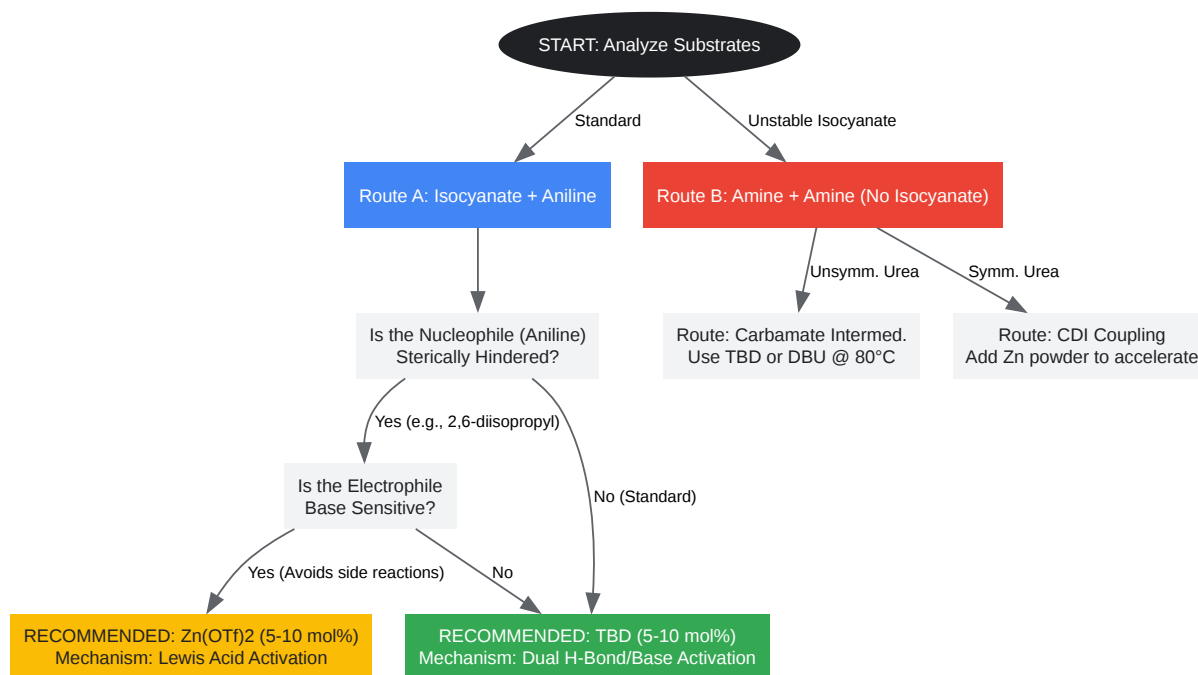 START: Analyze Substrates
Standard
Unstable Isocyanate
Route A: Isocyanate + Aniline
Route B: Amine + Amine (No Isocyanate)
Unsymm. Urea
Symm. Urea
Is the Nucleophile (Aniline)
Sterically Hindered?
Route: Carbamate Intermed.
Use TBD or DBU @ 80°C
Route: CDI Coupling
Add Zn powder to accelerate
Yes (e.g., 2,6-diisopropyl)
Is the Electrophile
Base Sensitive?
No (Standard)
Yes (Avoids side reactions)
No
RECOMMENDED: Zn(OTf)2 (5-10 mol%)
Mechanism: Lewis Acid Activation
RECOMMENDED: TBD (5-10 mol%)
Mechanism: Dual H-Bond/Base Activation